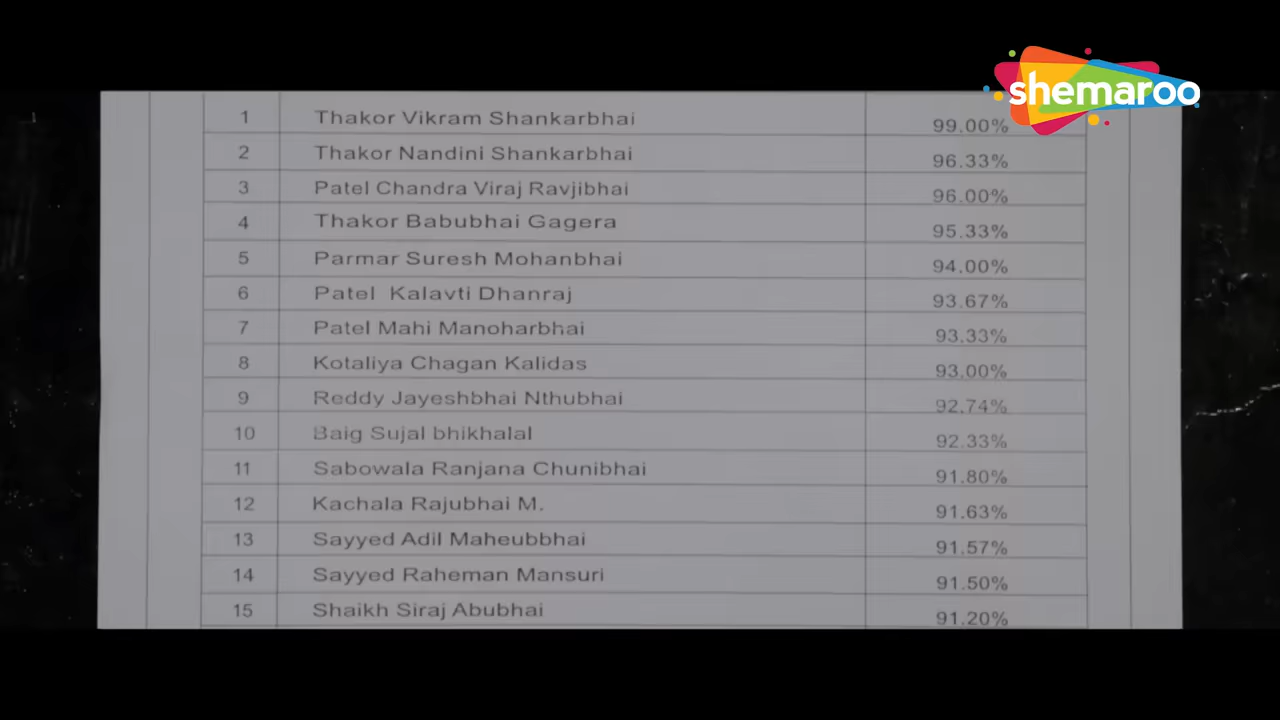 shemaroo
1 Thakor Vikram Shankarbhai 99.00%
2 Thakor Nandini Shankarbhai 96.33%
3 Patel Chandra Viraj Ravjibhai 96.00%
4 Thakor Babubhai Gagera 95.33%
5 Parmar Suresh Mohanbhai 94.00%
6 Patel Kalavti Dhanraj 93.67%
7 Patel Mahi Manoharbhai 93.33%
8 Kotaliya Chagan Kalidas 93.00%
9 Reddy Jayeshbhai Nthubhai 92.74%
10 Baig Sujal bhikhalal 92.33%
11 Sabowala Ranjana Chunibhai 91.80%
12 Kachala Rajubhai M. 91.63%
13 Sayyed Adil Maheubbhai 91.57%
14 Sayyed Raheman Mansuri 91.50%
15 Shaikh Siraj Abubhai 91.20%